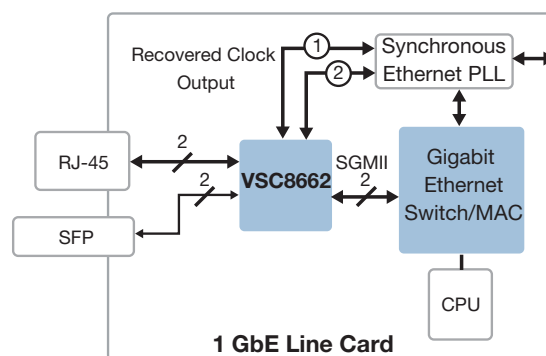 Recovered Clock
Output
1
2
Synchronous
Ethernet PLL
RJ-45
2
SFP
2
VSC8662
SGMII
2
Gigabit
Ethernet
Switch/MAC
CPU
1 GbE Line Card